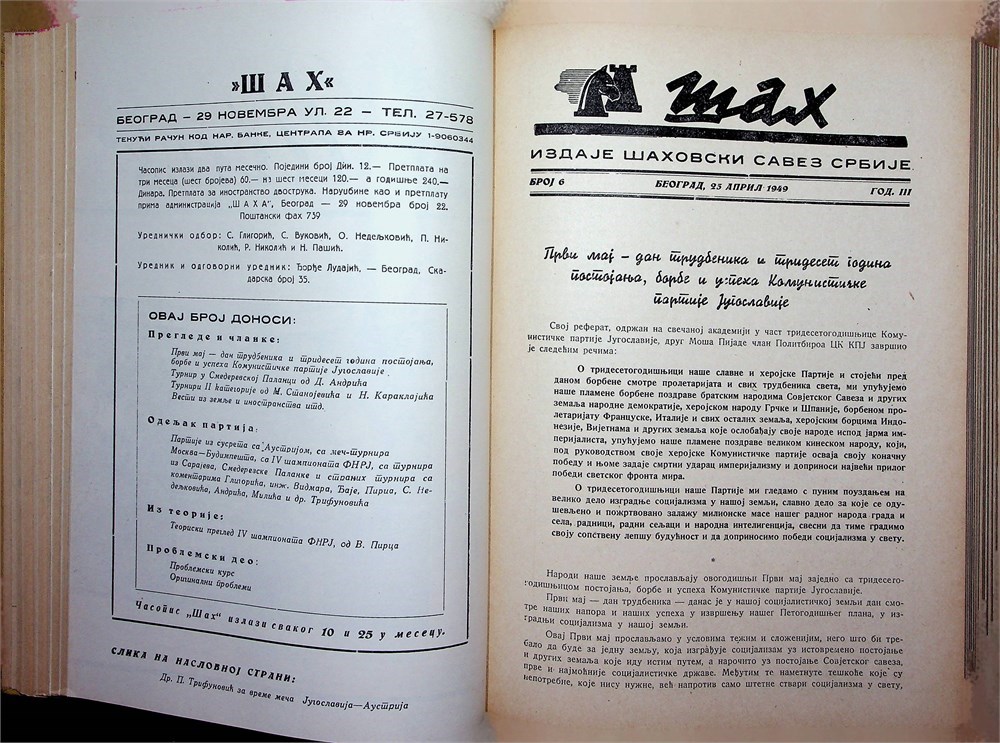 »ШАХ«
БЕОГРАД — 29 НОВЕМБРА УЛ. 22 — ТЕЛ. 27-578
ТЕКУЋИ РАЧУН КОД НАР. БАНКЕ, ЦЕНТРАЛА ЗА НР. СРБИЈУ 1-9060344
Часопис излази два пута месечно. Поједини број Дин. 12.— Претплата на
три месеца (шест бројева) 60.— из шест месеци 120.— а годишње 240.—
Динара. Претплата за иностранство двострука. Наруџбине као и претплату
прима администрација „ШАХА", Београд — 29 новембра број 22.
Поштански фах 739
Уреднички одбор: С. Глигорић, С. Вуковић, О. Недељковић, П. Ни-
колић, Р. Николић и Н. Пашић.
Уредник и одговорни уредник: Ђорђе Лудајић, — Београд, Ска-
дарска број 35.
ОВАЈ БРОЈ ДОНОСИ:
Прегледе и чланке:
Први мај — дан трудбеника и тридесет година постојања,
борбе и успеха Комунистичке партије Југославије
Турнир у Смедеревској Паланци од Д. Андрића
Турнири II категорије од М. Станојевића и Н. Караклајића
Вести из земље и иностранства итд.
Одељак партија:
Партије из сусрета са Аустријом, са меч-турнира
Москва—Будимпешта, са IV шампионата ФНРЈ, са турнира
из Сарајева, Смедеревске Паланке и страних турнира са
коментарима Глигорића, инж. Видмара, Ђаје, Пирца, С. Не-
дељковића, Андрића, Милића и др. Трифуновића
Из теорије:
Теориски преглед IV шампионата ФНРЈ, од В. Пирца
Проблемски део:
Проблемски курс
Оригинални проблеми
Часопис „Шах" излази сваког 10 и 25 у месецу.
СЛИКА НА НАСЛОВНОЈ СТРАНИ:
Др. П. Трифуновић за време меча Југославија—Аустрија
шах
ИЗДАЈЕ ШАХОВСКИ САВЕЗ СРБИЈЕ
БРОЈ 6 БЕОГРАД, 25 АПРИЛ 1949 ГОД. III
Први мај – дан трудбеника и тридесет година
постојања, борбе и успеха Комунистичке
партије Југославије
Свој реферат, одржан на свечаној академији у част тридесетогодишњице Кому-
нистичке партије Југославије, друг Моша Пијаде члан Политбироа ЦК КПЈ завршио
је следећим речима:
О тридесетогодишњици наше славне и херојске Партије и стојећи пред
даном борбене смотре пролетаријата и свих трудбеника света, ми упућујемо
наше пламене борбене поздраве братским народима Совјетског Савеза и других
земаља народне демократије, херојском народу Грчке и Шпаније, борбеном про-
летаријату Француске, Италије и свих осталих земаља, херојским борцима Индо-
незије, Вијетнама и других земаља које ослобађају своје народе испод јарма им-
перијалиста, упућујемо наше пламене поздраве великом кинеском народу, који,
под руководством своје херојске Комунистичке партије осваја своју коначну
победу и њоме задаје смртни ударац империјализму и доприноси највећи прилог
победи светског фронта мира.
О тридесетогодишњици наше Партије ми гледамо с пуним поуздањем на
велико дело изградње социјализма у нашој земљи, славно дело за које се оду-
шевљено и пожртвовано залажу милионске масе нашег радног народа града и
села, радници, радни сељаци и народна интелигенција, свесни да тиме градимо
своју сопствену лепшу будућност и да доприносимо победи социјализма у свету.
*
Народи наше земље прослављају овогодишњи Први мај заједно са тридесего-
годишњицом постојања, борбе и успеха Комунистичке партије Југославије.
Први мај — дан трудбеника — данас је у нашој социјалистичкој земљи дан смо-
тре наших напора и наших успеха у извршењу нашег Петогодишњег плана, у из-
градњи социјализма у нашој земљи.
Овај Први мај прослављамо у условима тежим и сложенијим, него што би тре-
бало да буде за једну земљу, која изграђује социјализам уз истовремено постојање
и других земаља које иду истим путем, а нарочито уз постојање Совјетског савеза,
прве и најмоћније социјалистичке државе. Међутим те наметнуте тешкоће које су
непотребне, које нису нужне, већ напротив само штетне ствари социјализма у свету,